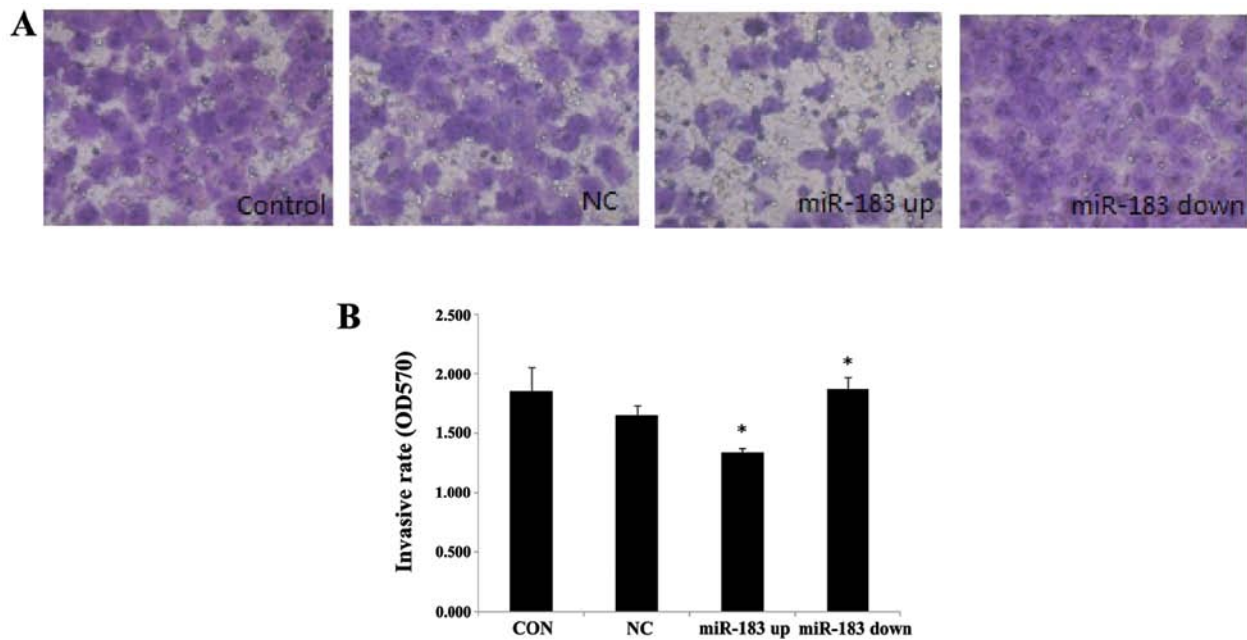 A
Control
NC
miR-183 up
miR-183 down
B
Invasive rate (OD570)
2.500
2.000
1.500
1.000
0.500
0.000
*
*
CON NC miR-183 up miR-183 down